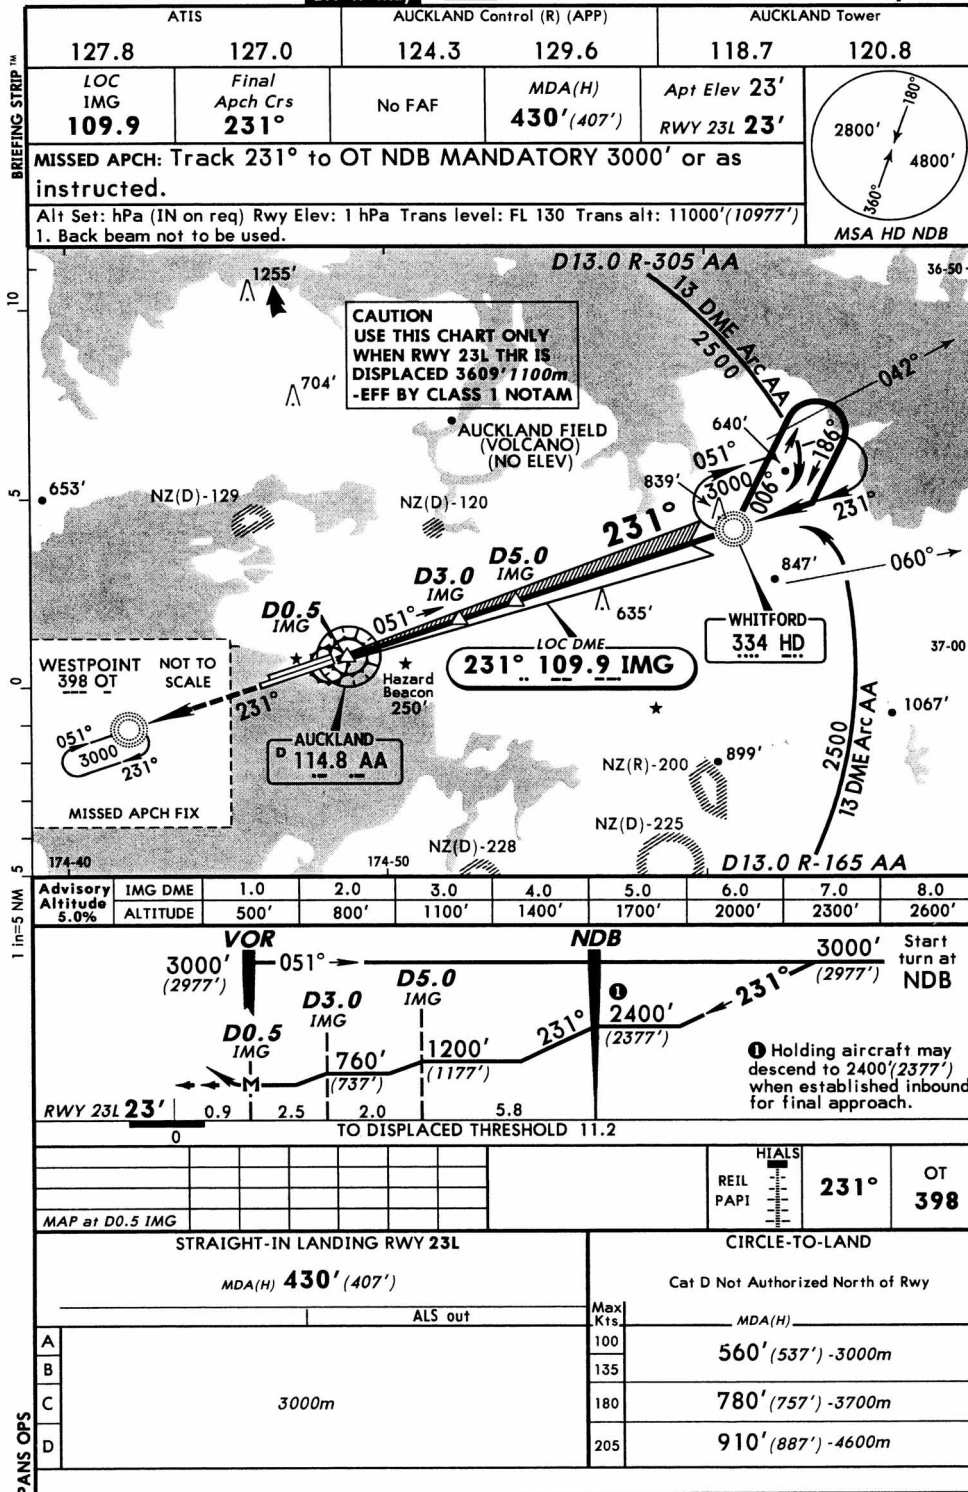 ATIS
AUCKLAND Control (R) (APP)
AUCKLAND Tower
127.8 127.0 124.3 129.6 118.7 120.8
BRIEFING STRIP TM
LOC
IMG
109.9
Final
Apch Crs
231°
No FAF
MDA(H)
430' (407')
Apt Elev 23'
RWY 23L 23'
2800'
180°
4800'
360°
MSA HD NDB
MISSED APCH: Track 231° to OT NDB MANDATORY 3000' or as
instructed.
Alt Set: hPa (IN on req) Rwy Elev: 1 hPa Trans level: FL 130 Trans alt: 11000'(10977')
1. Back beam not to be used.
D13.0 R-305 AA
36-50
1255'
10
13 DME Arc AA
2500
CAUTION
USE THIS CHART ONLY
WHEN RWY 23L THR IS
DISPLACED 3609' 1100m
-EFF BY CLASS 1 NOTAM
704'
042°
640'
AUCKLAND FIELD
(VOLCANO)
(NO ELEV)
051°
186°
839'
3000
006°
653'
5
NZ(D)-129
NZ(D)-120
231°
231°
D5.0
IMG
D3.0
IMG
847'
060°
635'
D0.5
IMG
051°
WHITFORD
334 HD
LOC DME
231° 109.9 IMG
37-00
WESTPOINT
398 OT
NOT TO
SCALE
Hazard
Beacon
250'
0
231°
051°
3000
231°
AUCKLAND
D 114.8 AA
1067'
2500
13 DME Arc AA
899'
NZ(R)-200
MISSED APCH FIX
NZ(D)-225
NZ(D)-228
174-40
174-50
5
D13.0 R-165 AA
1 in=5 NM
Advisory
Altitude
5.0%
IMG DME 1.0 2.0 3.0 4.0 5.0 6.0 7.0 8.0
ALTITUDE 500' 800' 1100' 1400' 1700' 2000' 2300' 2600'
VOR
NDB
3000'
(2977')
051°
3000'
(2977')
Start
turn at
NDB
D5.0
IMG
D3.0
IMG
D0.5
IMG
231°
1
2400'
(2377')
231°
1200'
(1177')
760'
(737')
M
1 Holding aircraft may
descend to 2400'(2377')
when established inbound
for final approach.
RWY 23L 23' 0.9 2.5 2.0 5.8
0
TO DISPLACED THRESHOLD 11.2
MAP at D0.5 IMG
HIALS
REIL
PAPI
231°
OT
398
STRAIGHT-IN LANDING RWY 23L
MDA(H) 430' (407')
ALS out
A
B
C
D
3000m
CIRCLE-TO-LAND
Cat D Not Authorized North of Rwy
Max
Kts
MDA(H)
100
135
560' (537') -3000m
180
780' (757') -3700m
205
910' (887') -4600m
PANS OPS